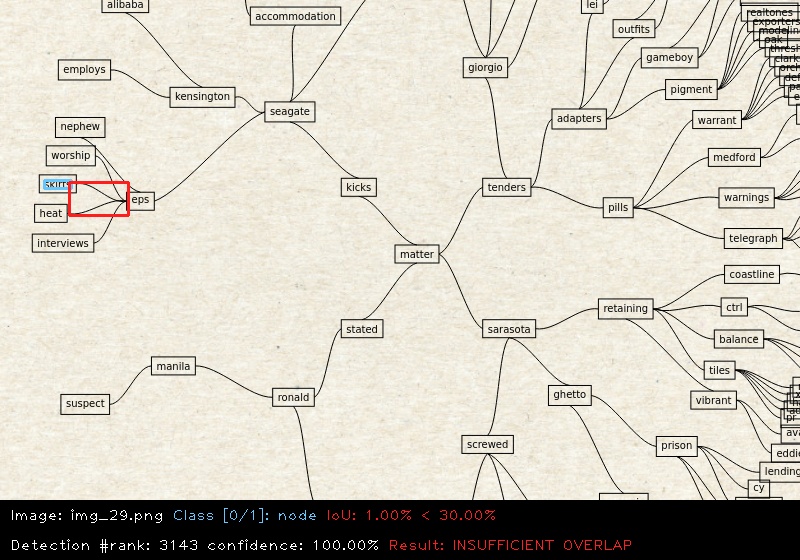 alibaba
accommodation
lei
outfits
giorgio
gameboy
employs
kensington
seagate
pigment
adapters
warrant
nephew
worship
medford
skirts
eps
kicks
tenders
warnings
heat
pills
interviews
telegraph
matter
coastline
retaining
ctrl
stated
sarasota
balance
manila
tiles
suspect
ronald
ghetto
vibrant
screwed
prison
lending
cy
realtones
Image: img_29.png Class [0/1]: node IoU: 1.00% < 30.00%
Detection #rank: 3143 confidence: 100.00% Result: INSUFFICIENT OVERLAP